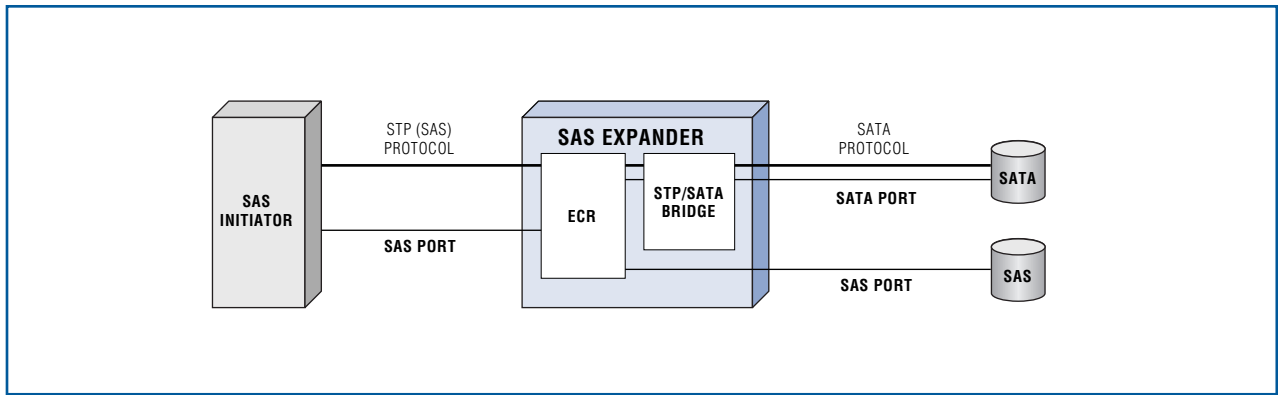 STP (SAS)
PROTOCOL
SAS EXPANDER
SATA
PROTOCOL
SAS
INITIATOR
ECR
STP/SATA
BRIDGE
SATA
SATA PORT
SAS PORT
SAS PORT
SAS